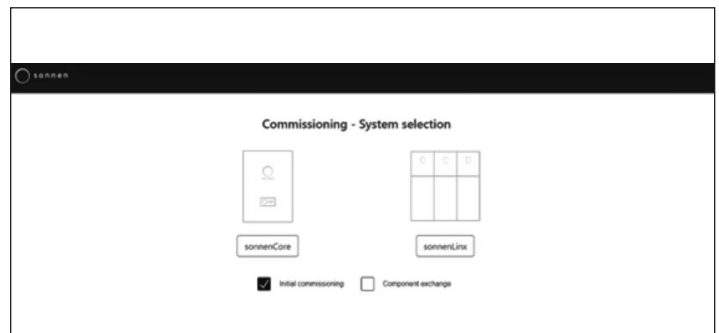 sonnen
Commissioning - System selection
sonnenCore sonnenLinx
Initial commissioning Component exchange